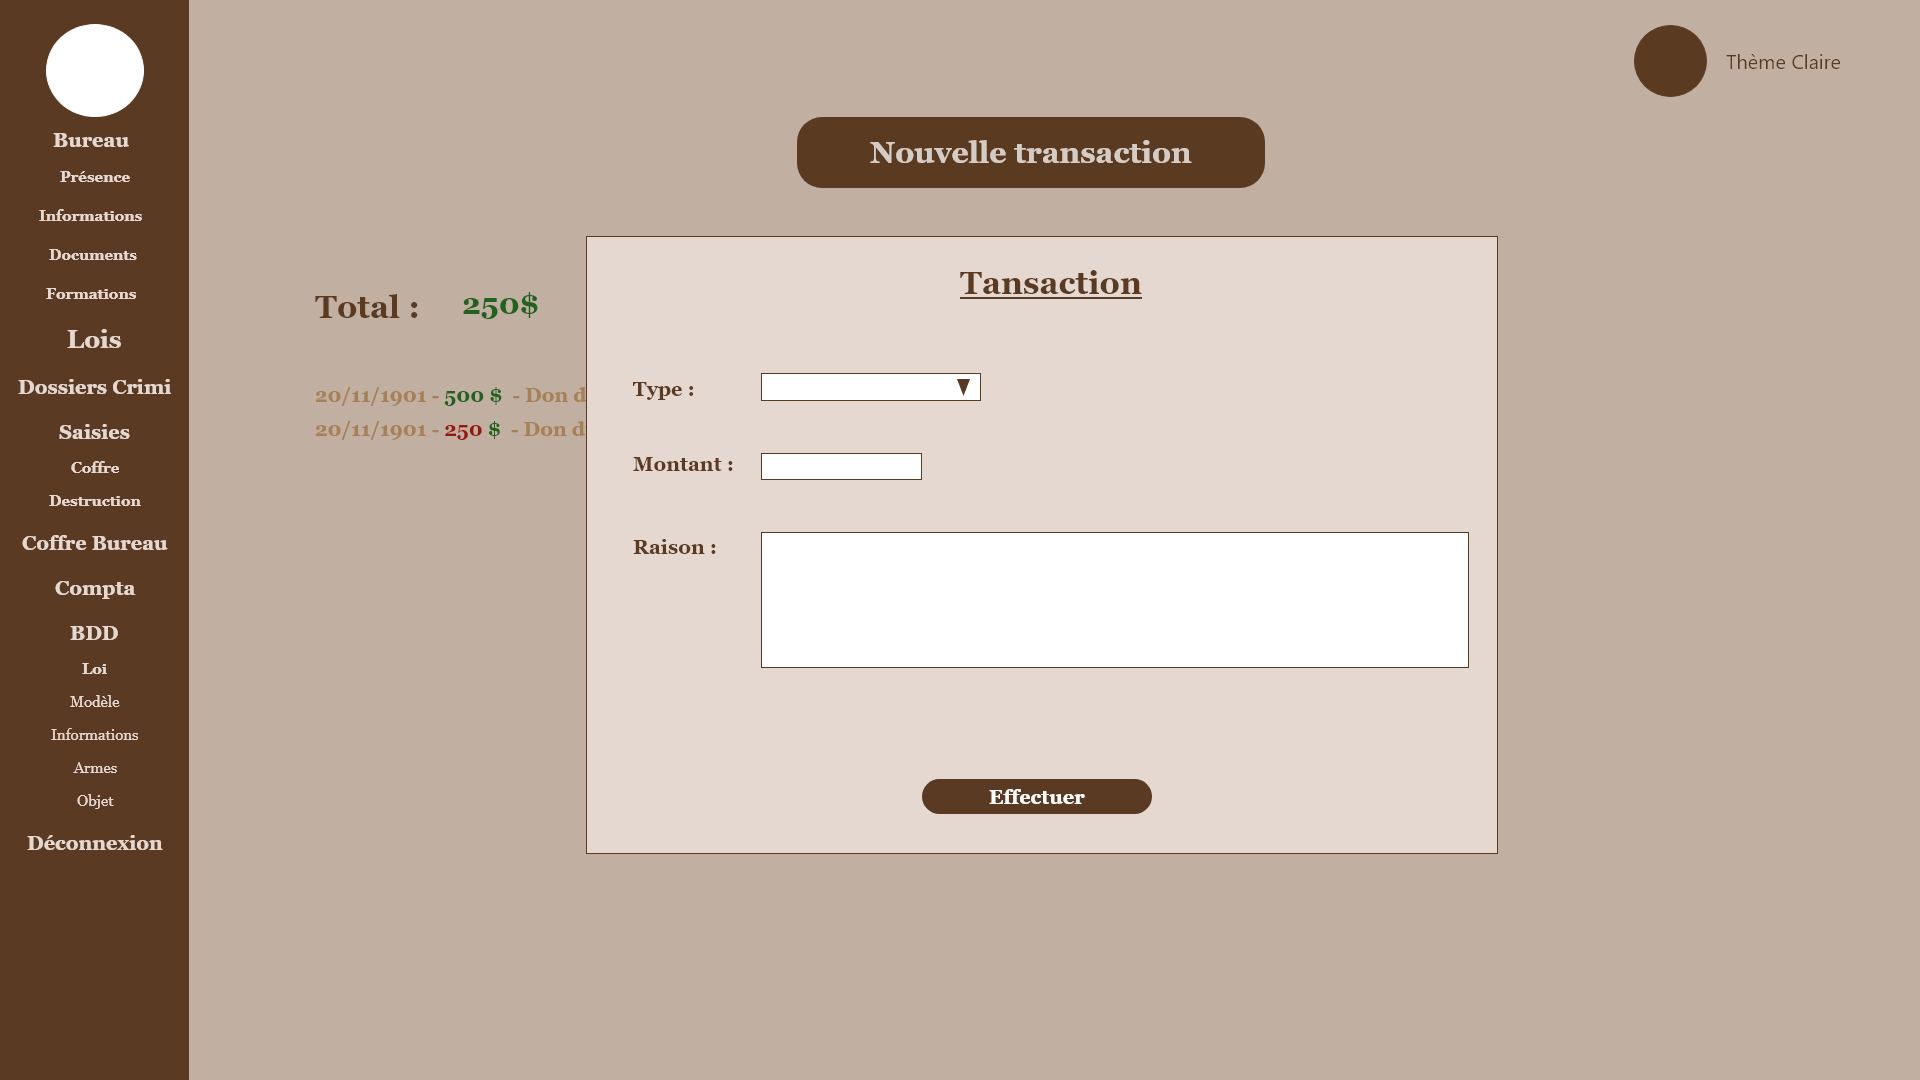 Bureau
Présence
Informations
Documents
Formations
Lois
Dossiers Crimi
Saisies
Coffre
Destruction
Coffre Bureau
Compta
BDD
Loi
Modèle
Informations
Armes
Objet
Déconnexion
Thème Claire
Nouvelle transaction
Total : 250$
20/11/1901 - 500 $ - Don d
20/11/1901 - 250 $ - Don d
Tansaction
Type :
Montant :
Raison :
Effectuer